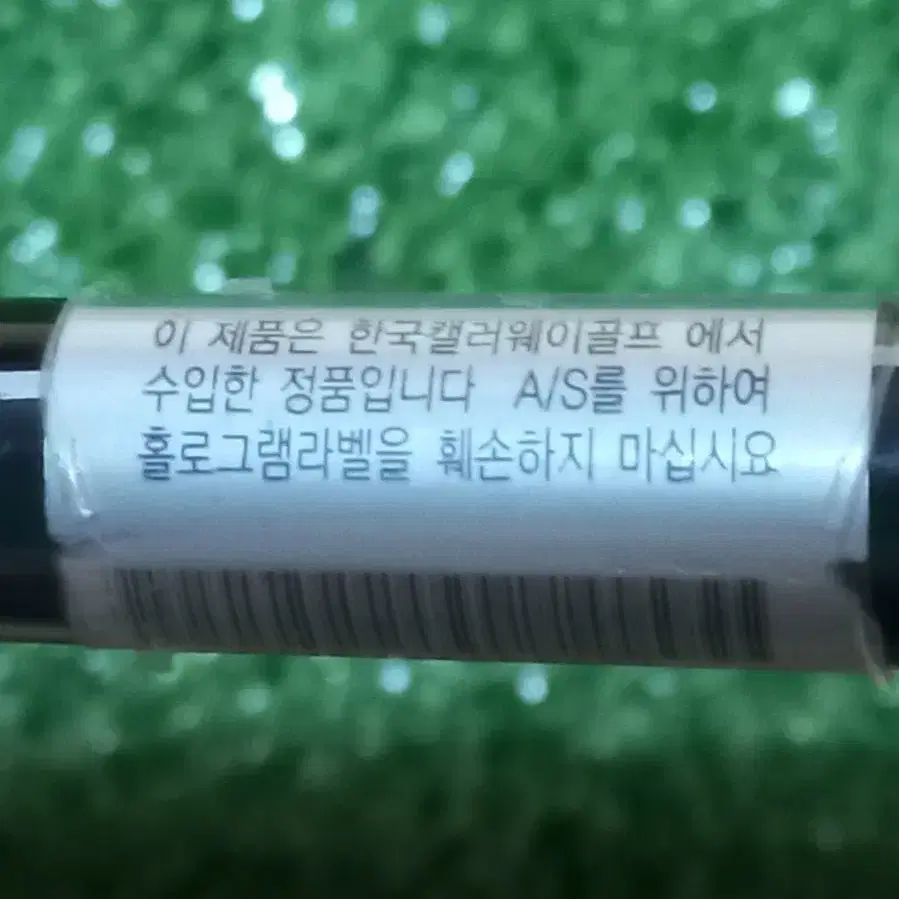 이 제품은 한국캘러웨이골프 에서
수입한 정품입니다 A/S를 위하여
홀로그램라벨을 훼손하지 마십시요